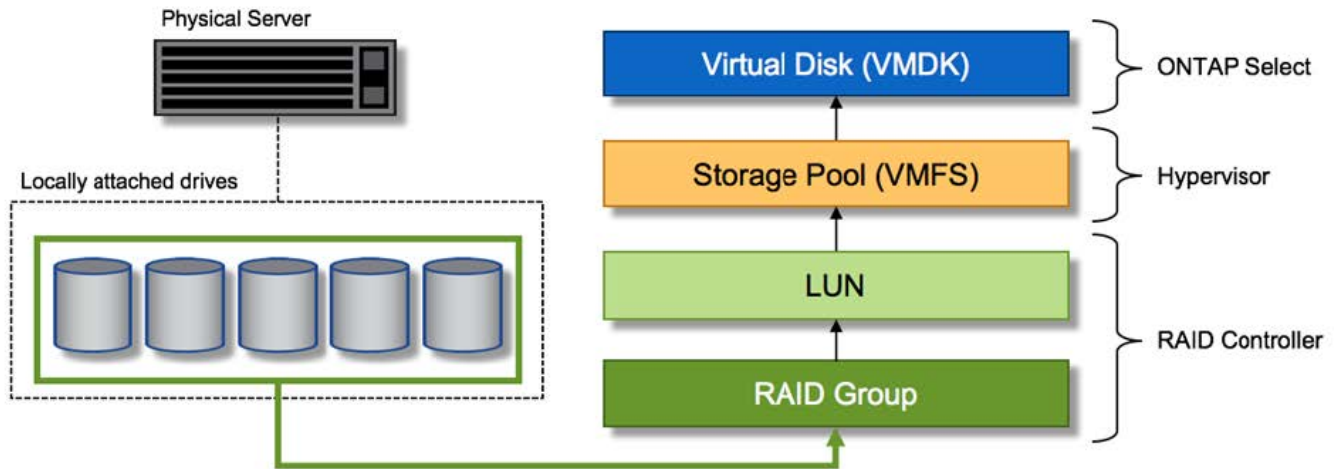 Physical Server
Locally attached drives
Virtual Disk (VMDK)
ONTAP Select
Storage Pool (VMFS)
Hypervisor
LUN
RAID Controller
RAID Group